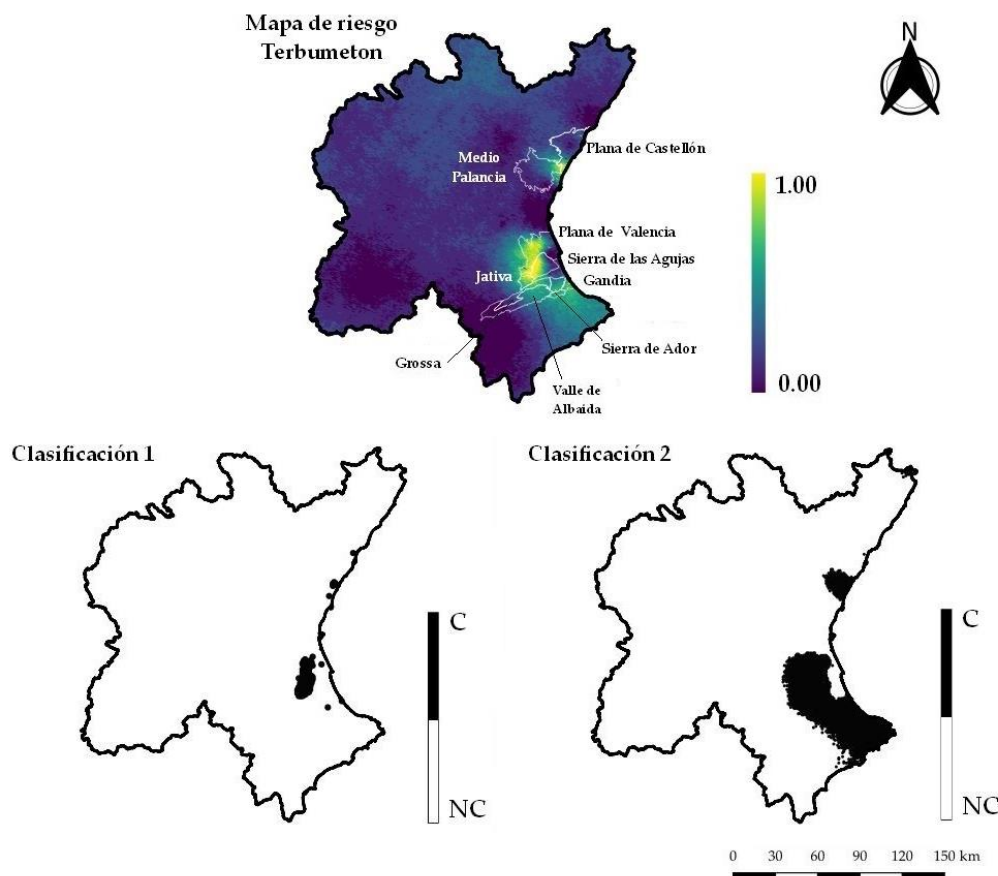 Mapa de riesgo
Terbumeton
N
Plana de Castellón
Medio
Palancia
1.00
Plana de Valencia
Sierra de las Agujas
Jativa
Gandia
Sierra de Ador
Grossa
0.00
Valle de
Albaida
Clasificación 1
Clasificación 2
C
C
NC
NC
0 30 60 90 120 150 km